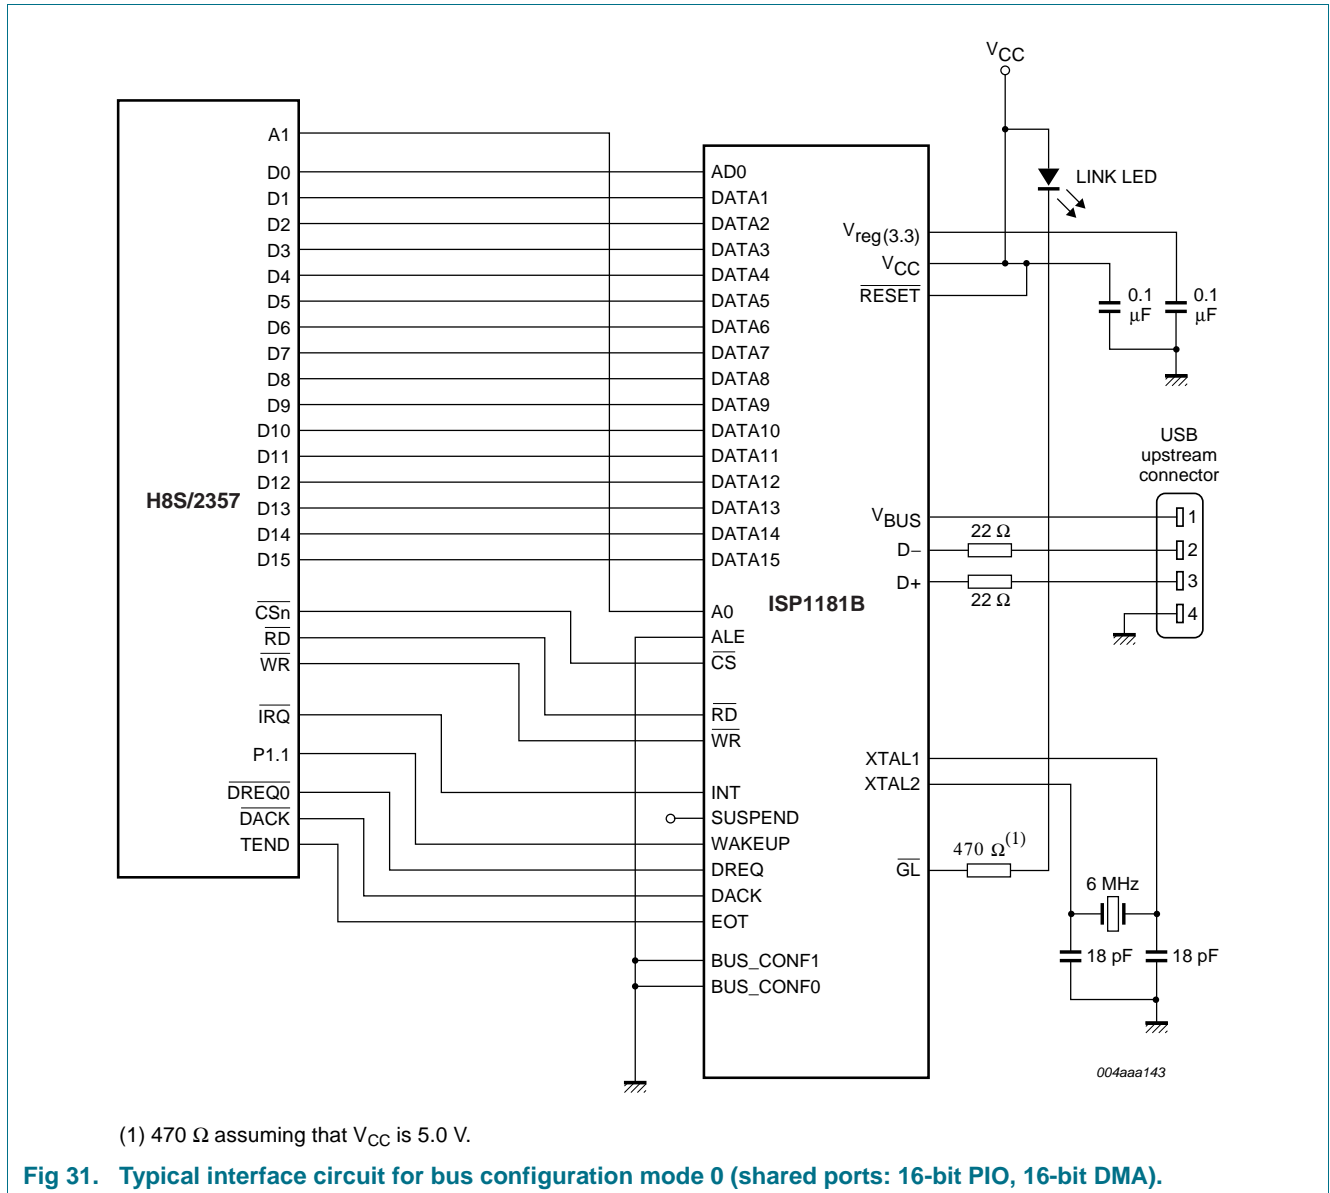 VCC
A1
D0
D1
D2
D3
D4
D5
D6
D7
D8
D9
D10
D11
D12
D13
D14
D15
H8S/2357
CSn
RD
WR
IRQ
P1.1
DREQ0
DACK
TEND
AD0
DATA1
DATA2
DATA3
DATA4
DATA5
DATA6
DATA7
DATA8
DATA9
DATA10
DATA11
DATA12
DATA13
DATA14
DATA15
A0
ALE
CS
RD
WR
INT
SUSPEND
WAKEUP
DREQ
DACK
EOT
BUS_CONF1
BUS_CONF0
ISP1181B
Vreg(3.3)
VCC
RESET
VBUS
D−
D+
XTAL1
XTAL2
GL
LINK LED
0.1
µF
0.1
µF
USB
upstream
connector
1
2
3
4
22 Ω
22 Ω
470 Ω(1)
6 MHz
18 pF
18 pF
004aaa143
(1) 470 Ω assuming that VCC is 5.0 V.
Fig 31. Typical interface circuit for bus configuration mode 0 (shared ports: 16-bit PIO, 16-bit DMA).